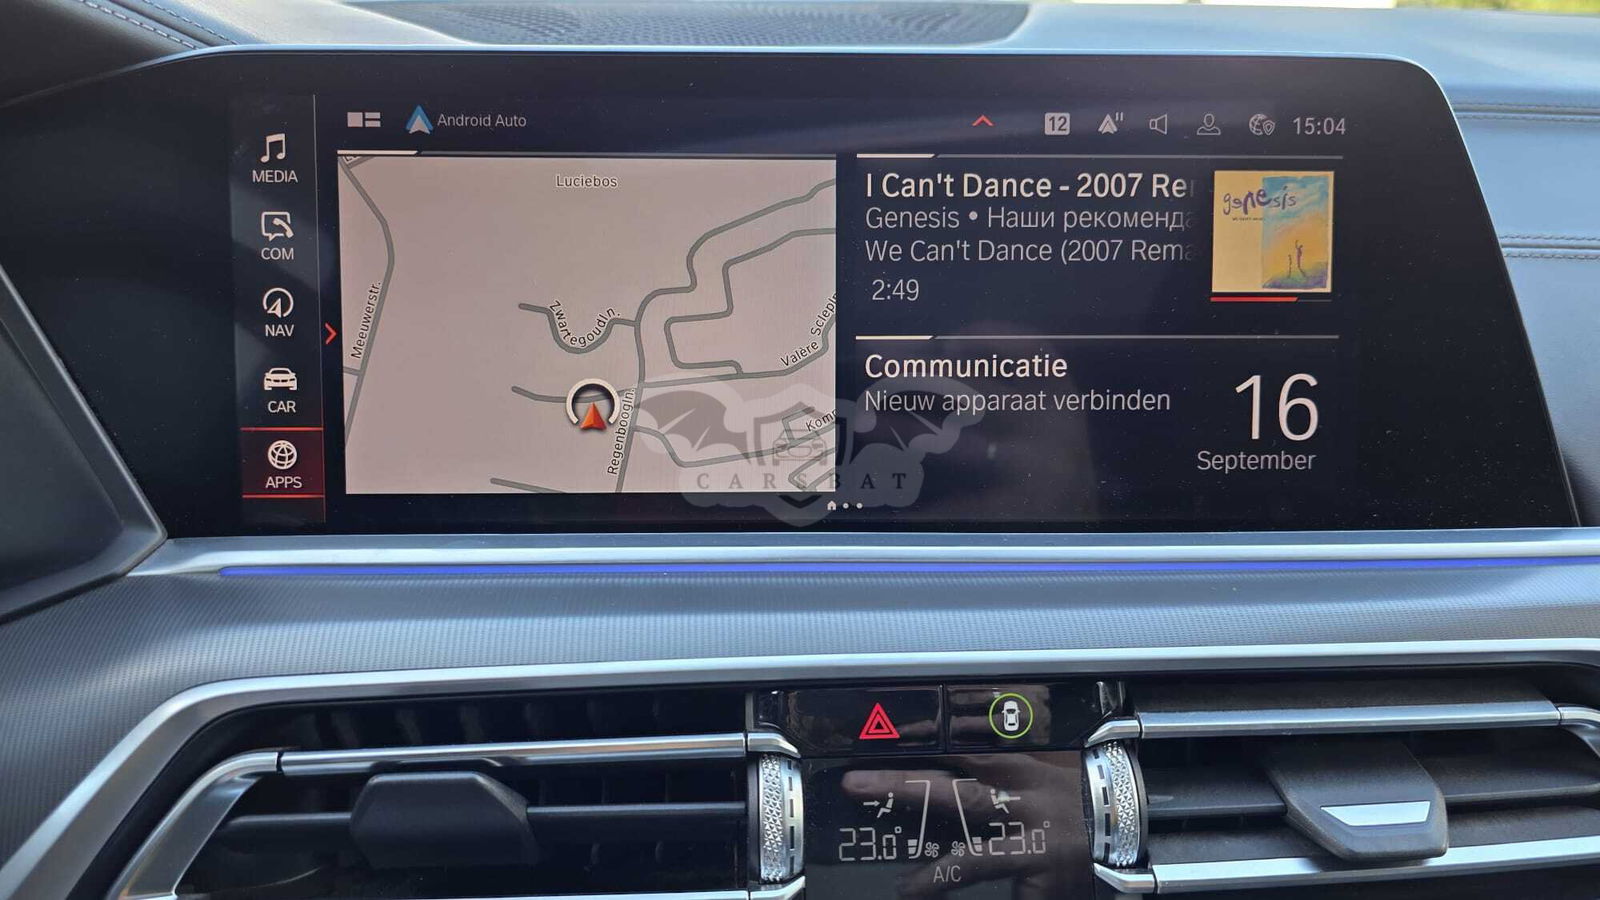 Android Auto
12
15:04
MEDIA
COM
NAV
CAR
APPS
Luciebos
Meeuwerstr.
Zwartegoudln.
Regenboogln.
Valère Sclep
Komp
I Can't Dance - 2007 Re
Genesis • Наши рекоменда
We Can't Dance (2007 Rema
2:49
genesis
Communicatie
Nieuw apparaat verbinden
16
September
CARSBAT
23.0°
23.0°
A/C